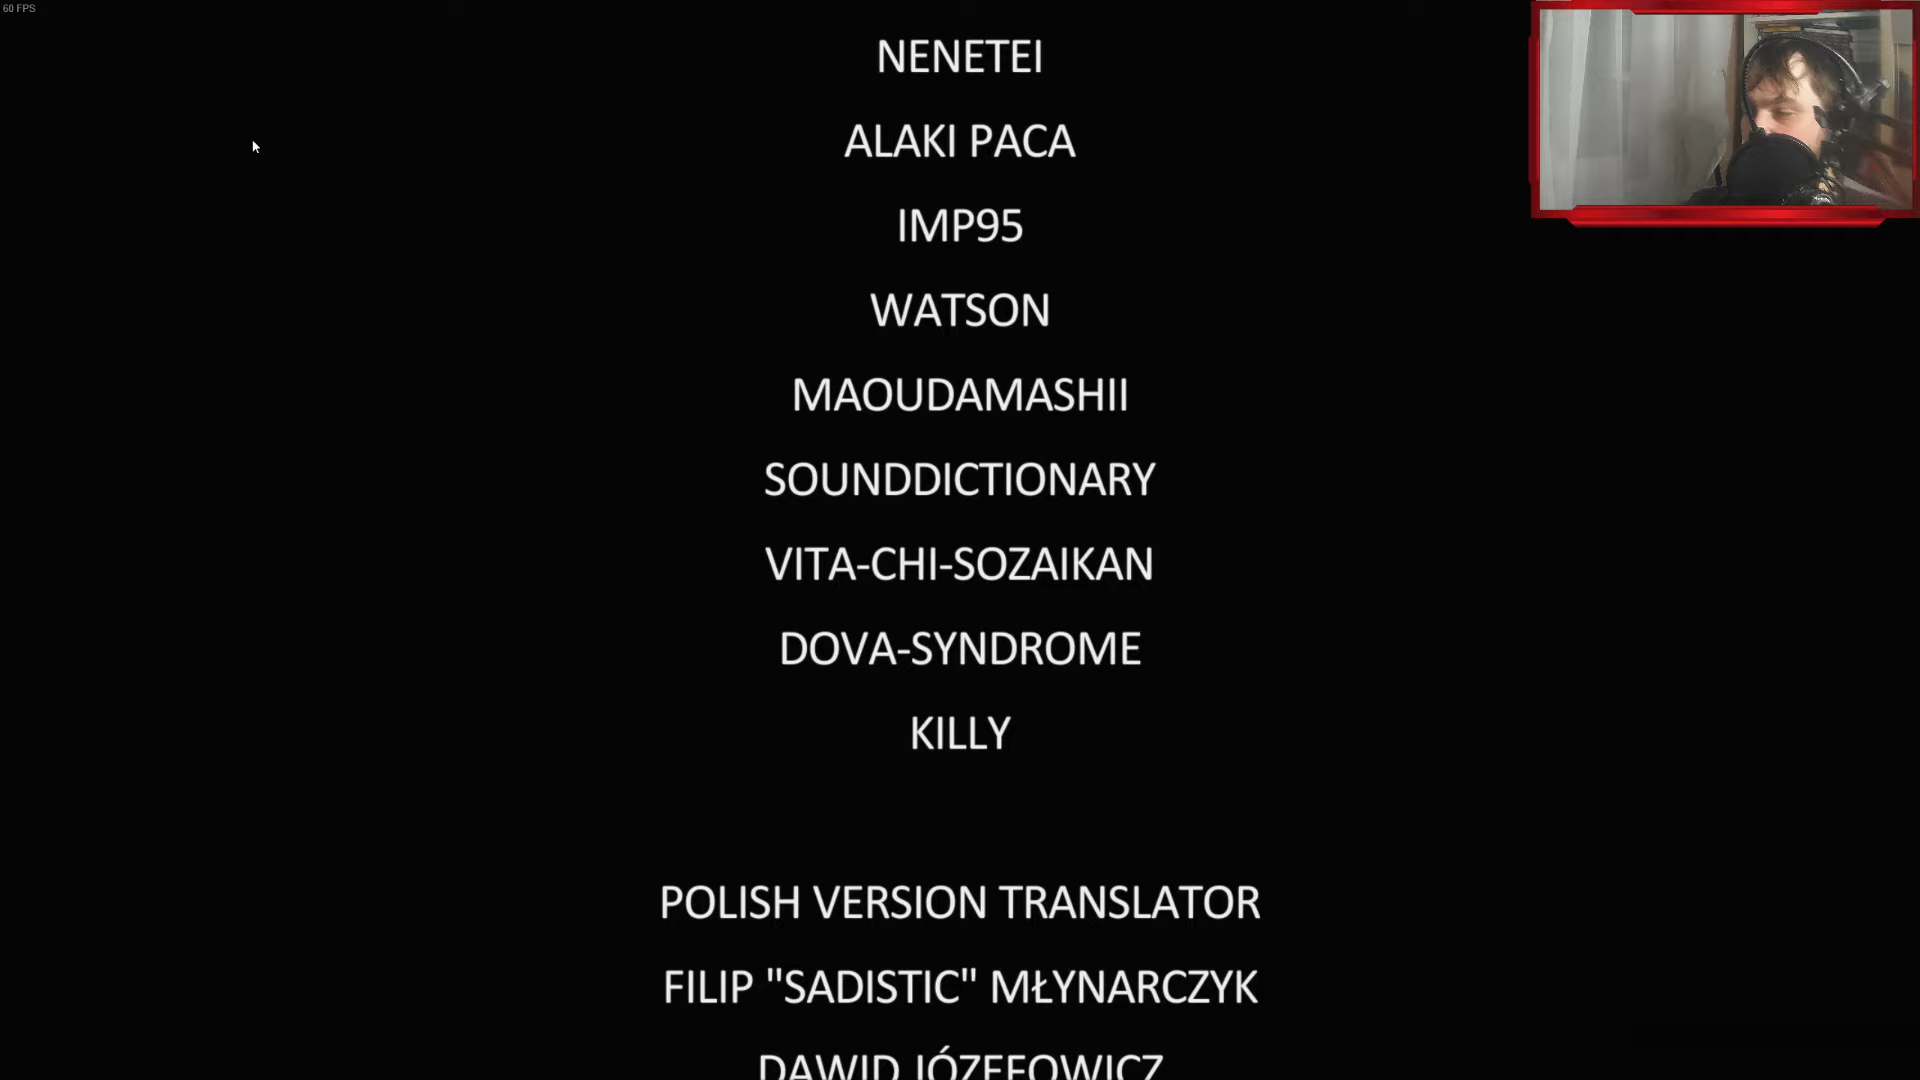 60 FPS
NENETEI
ALAKI PACA
IMP95
WATSON
MAOUDAMASHII
SOUNDDICTIONARY
VITA-CHI-SOZAIKAN
DOVA-SYNDROME
KILLY
POLISH VERSION TRANSLATOR
FILIP "SADISTIC" MŁYNARCZYK
DAWID JÓZEFOWICZ